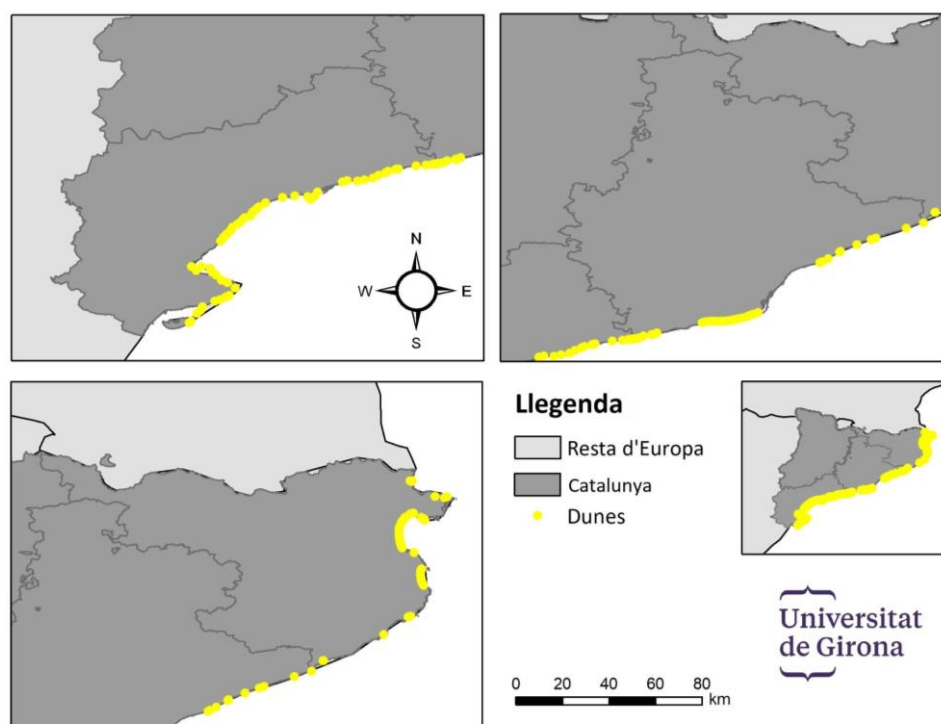 N
W E
S
Llegenda
Resta d'Europa
Catalunya
Dunes
0 20 40 60 80
km
Universitat
de Girona